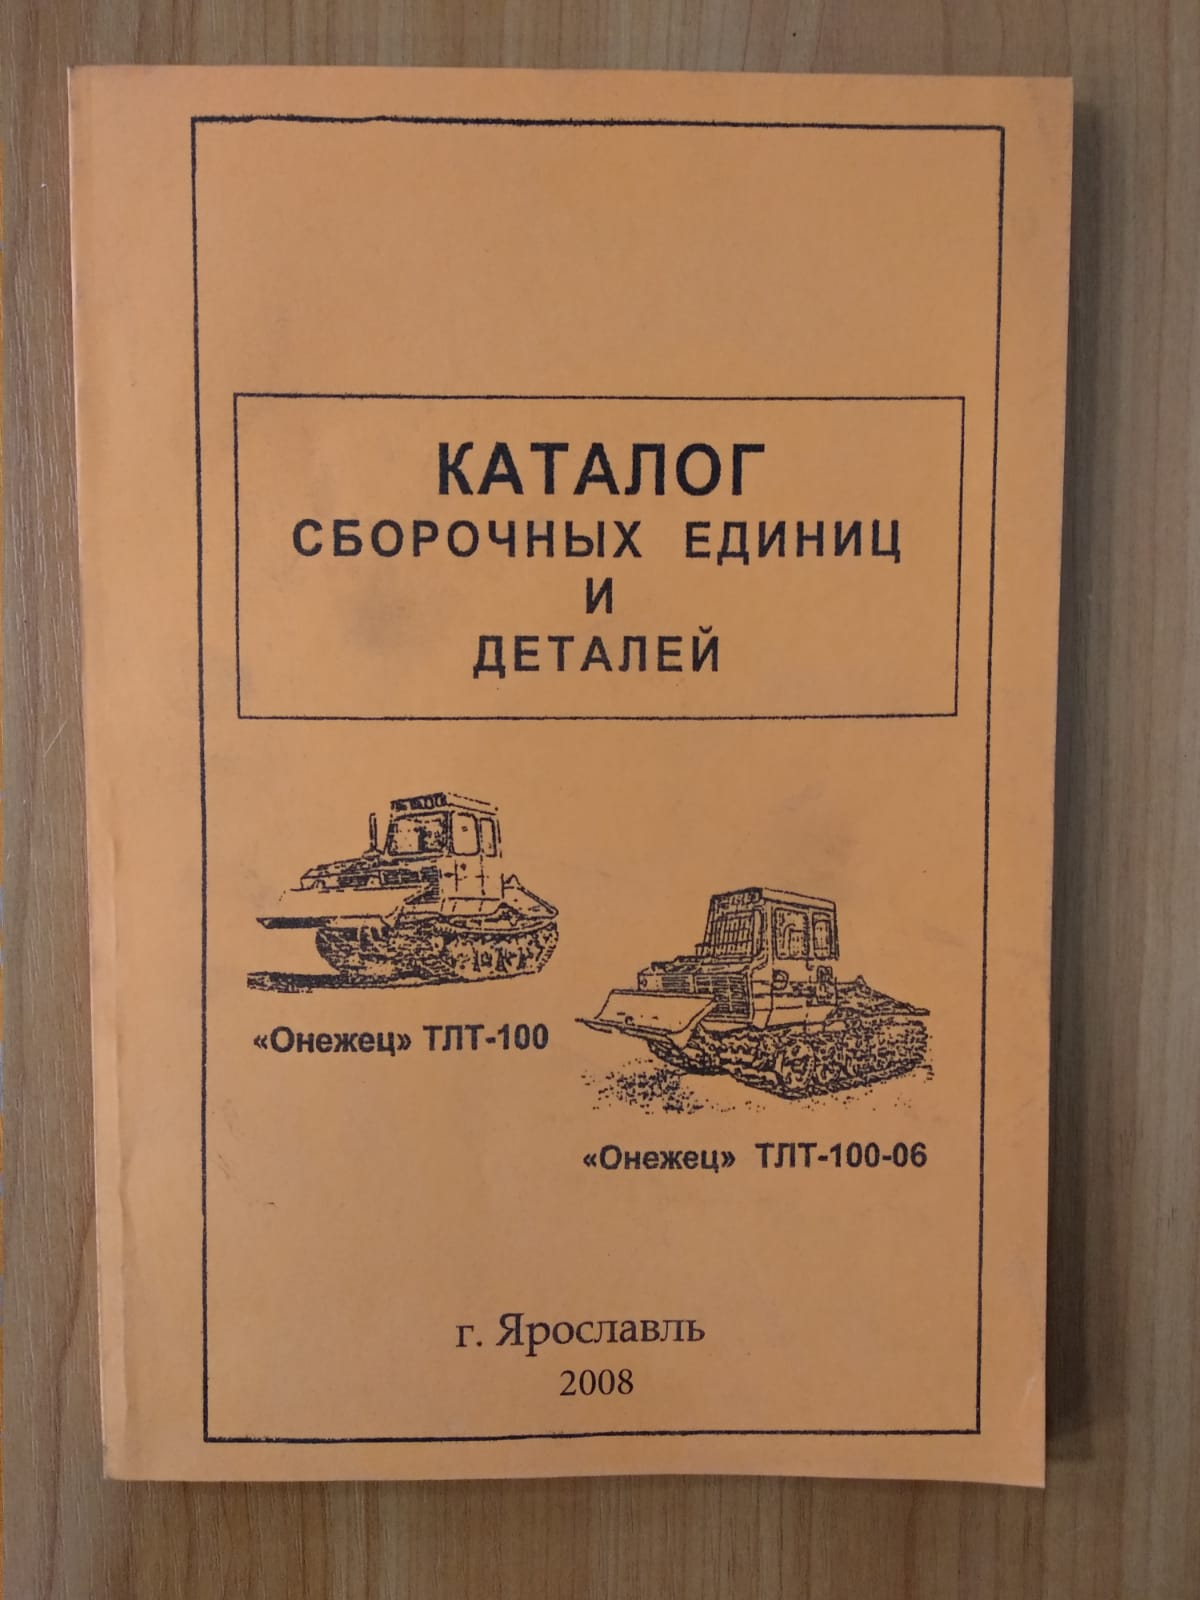 КАТАЛОГ
СБОРОЧНЫХ ЕДИНИЦ
И
ДЕТАЛЕЙ
«Онежец» ТЛТ-100
«Онежец» ТЛТ-100-06
г. Ярославль
2008